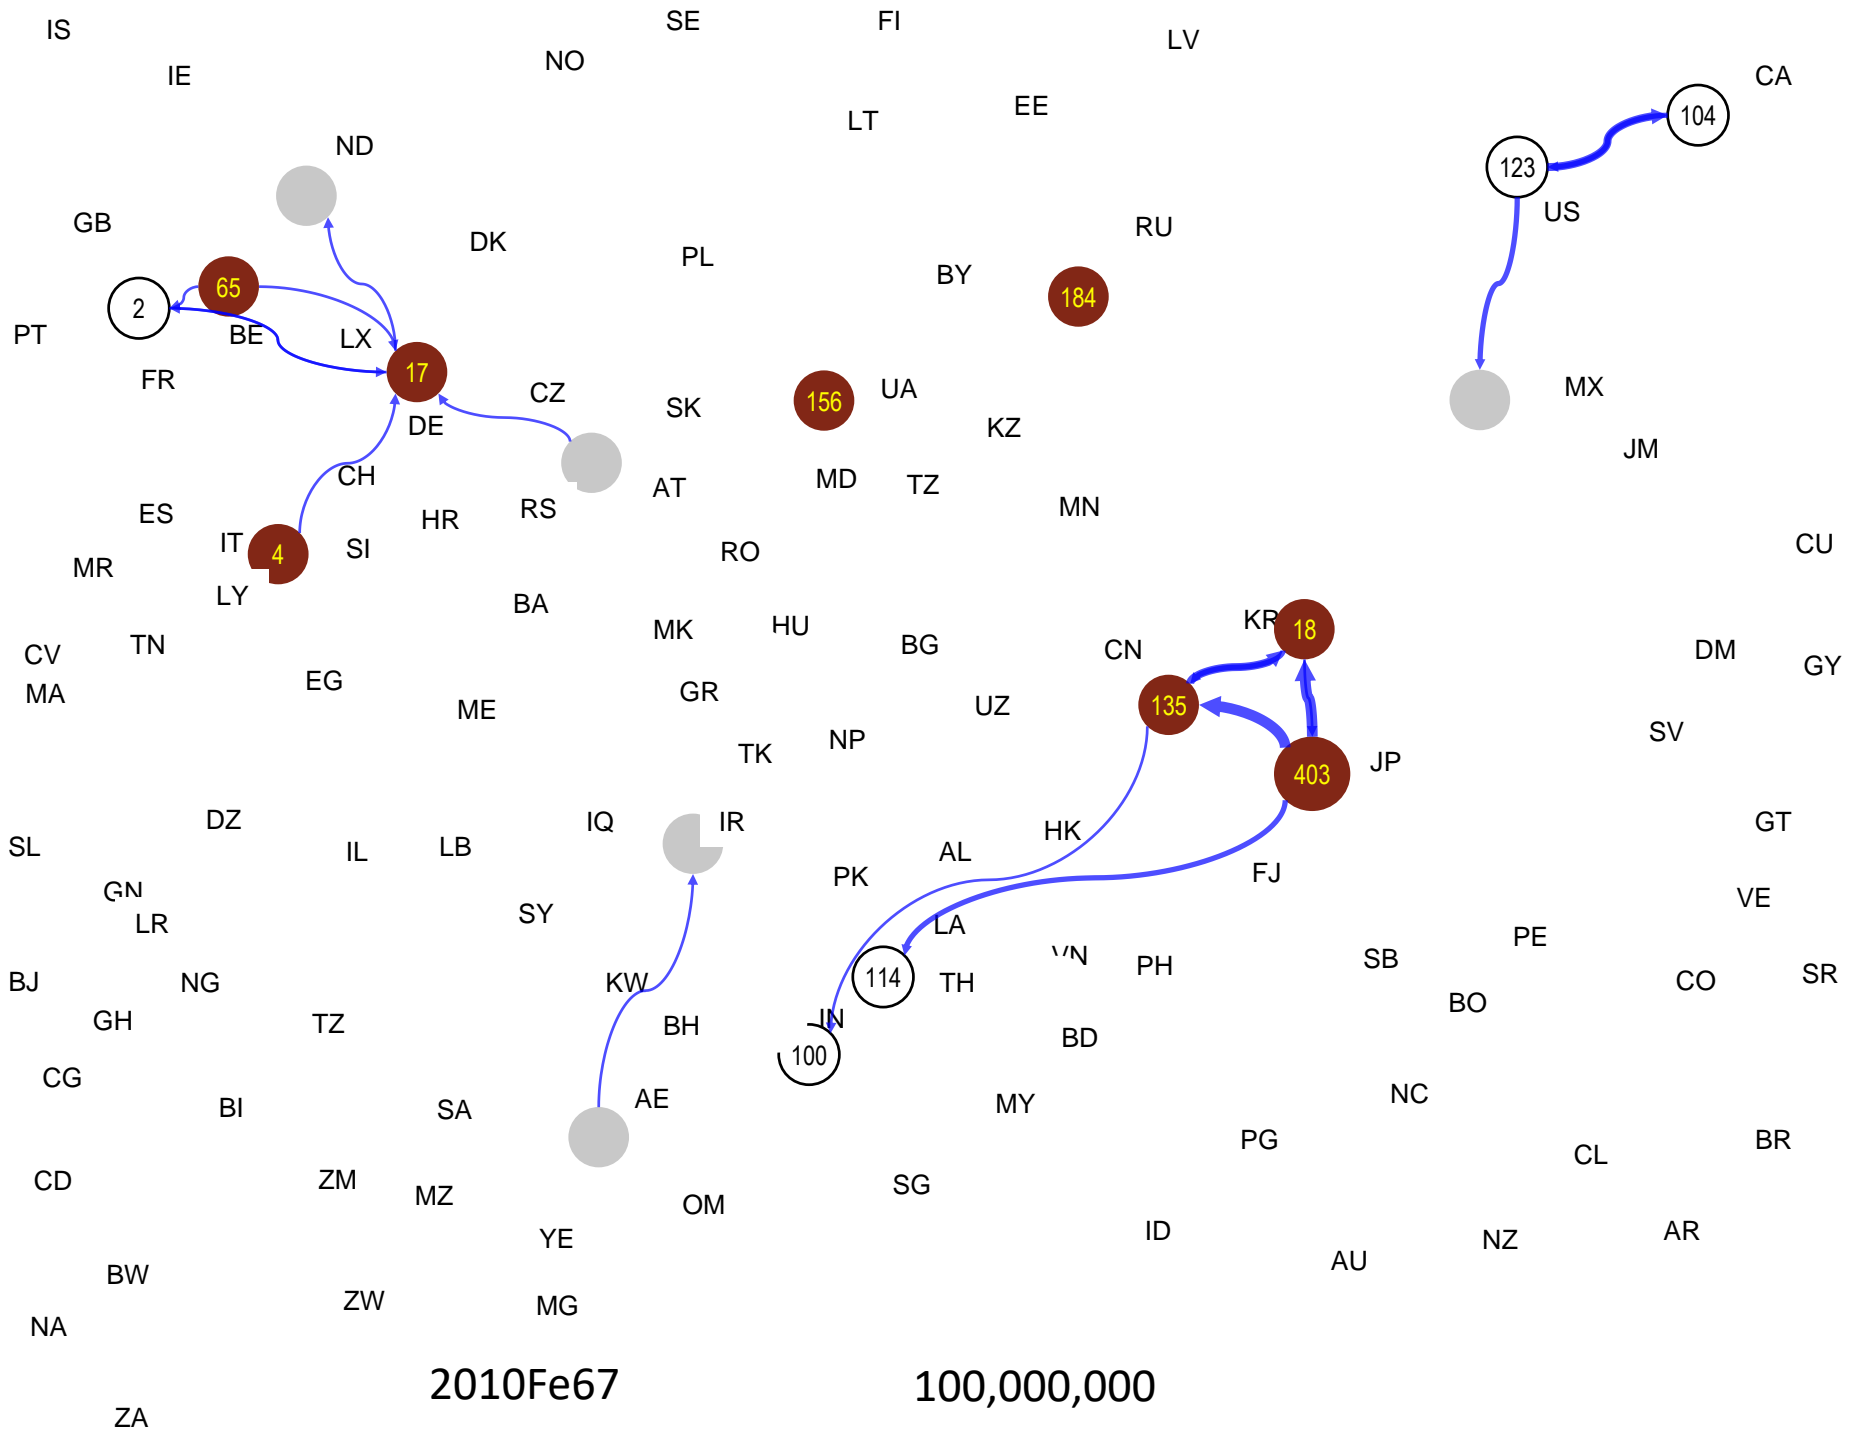 IS
SE
FI
LV
NO
IE
CA
EE
104
LT
ND
123
US
GB
RU
DK
PL
BY
65
184
2
PT
BE
LX
17
FR
CZ
156
UA
MX
SK
DE
KZ
JM
CH
MD
TZ
AT
MN
ES
RS
HR
IT
4
SI
RO
CU
MR
LY
BA
KR
18
MK
HU
TN
BG
CN
DM
CV
GY
EG
MA
GR
ME
UZ
135
SV
NP
TK
JP
403
DZ
IQ
IR
HK
GT
SL
IL
LB
AL
PK
FJ
GN
VE
LR
SY
LA
PE
VN
PH
SB
114
TH
BJ
NG
KW
CO
SR
BO
GH
TZ
BH
IN
BD
100
CG
NC
BI
SA
AE
MY
PG
BR
CL
CD
ZM
MZ
SG
OM
ID
AR
YE
NZ
AU
BW
ZW
MG
NA
2010Fe67
100,000,000
ZA